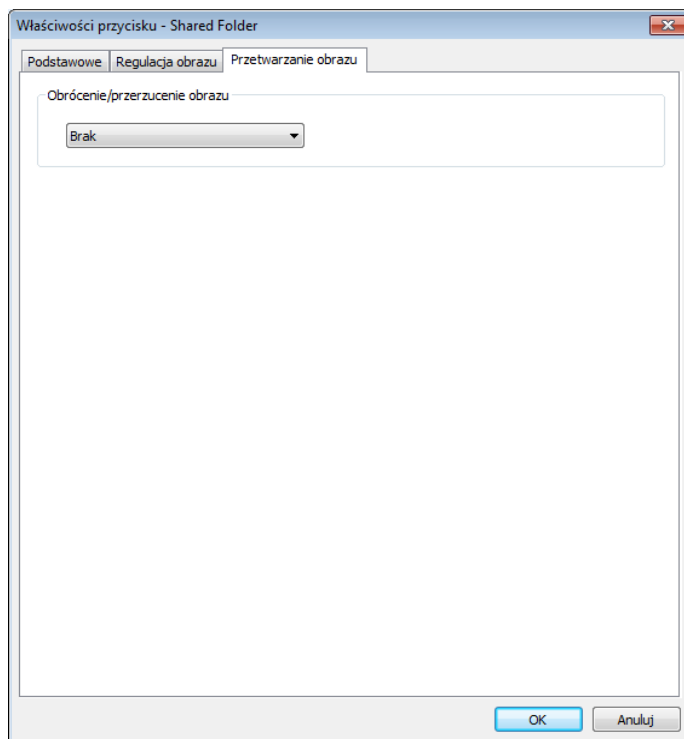 Właściwości przycisku - Shared Folder
Podstawowe Regulacja obrazu Przetwarzanie obrazu
Obrócenie/przerzucenie obrazu
Brak
OK Anuluj